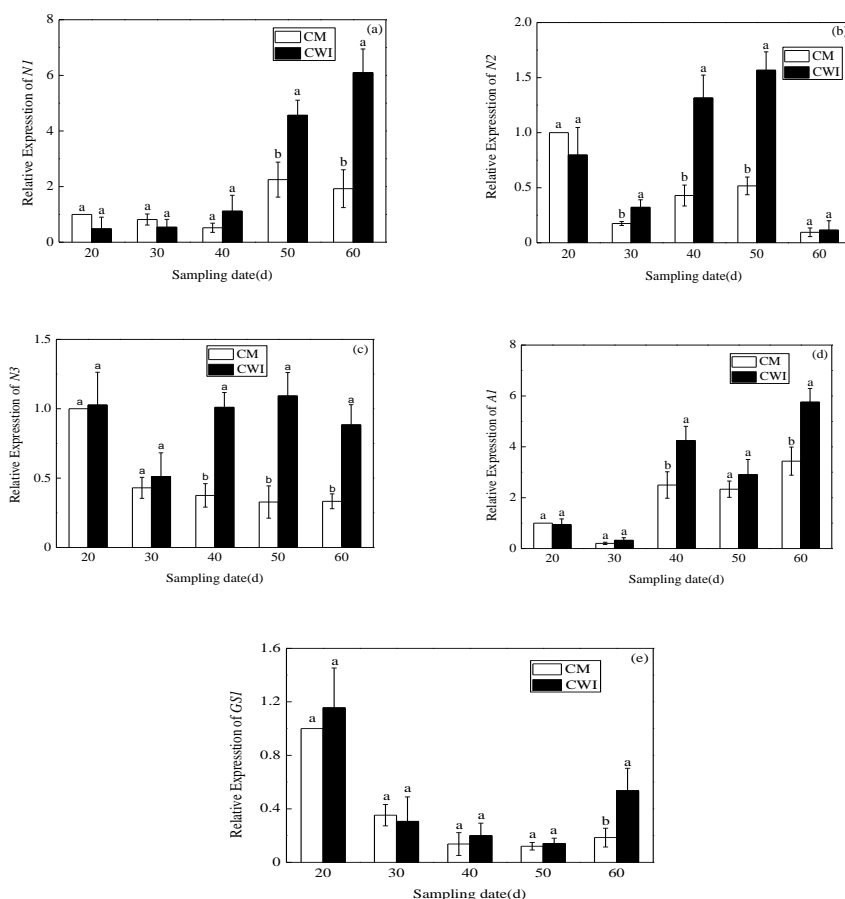 (a)
CM
CWI
Relative Expresstion of N1
8
6
4
2
0
a a a a a a b a b a
20 30 40 50 60
Sampling date(d)
(b)
CM
CWI
Relative Expresstion of N2
2.0
1.5
1.0
0.5
0
a a b a b a b a a a
20 30 40 50 60
Sampling date(d)
(c)
CM
CWI
Relative Expresstion of N3
1.5
1.0
0.5
0
a a a a b a b a b a
20 30 40 50 60
Sampling date(d)
(d)
CM
CWI
Relative Expresstion of A1
8
6
4
2
0
a a a a b a a a b a
20 30 40 50 60
Sampling date(d)
(e)
CM
CWI
Relative Expresstion of GS1
1.6
1.2
0.8
0.4
0
a a a a a a a a b a
20 30 40 50 60
Sampling date(d)